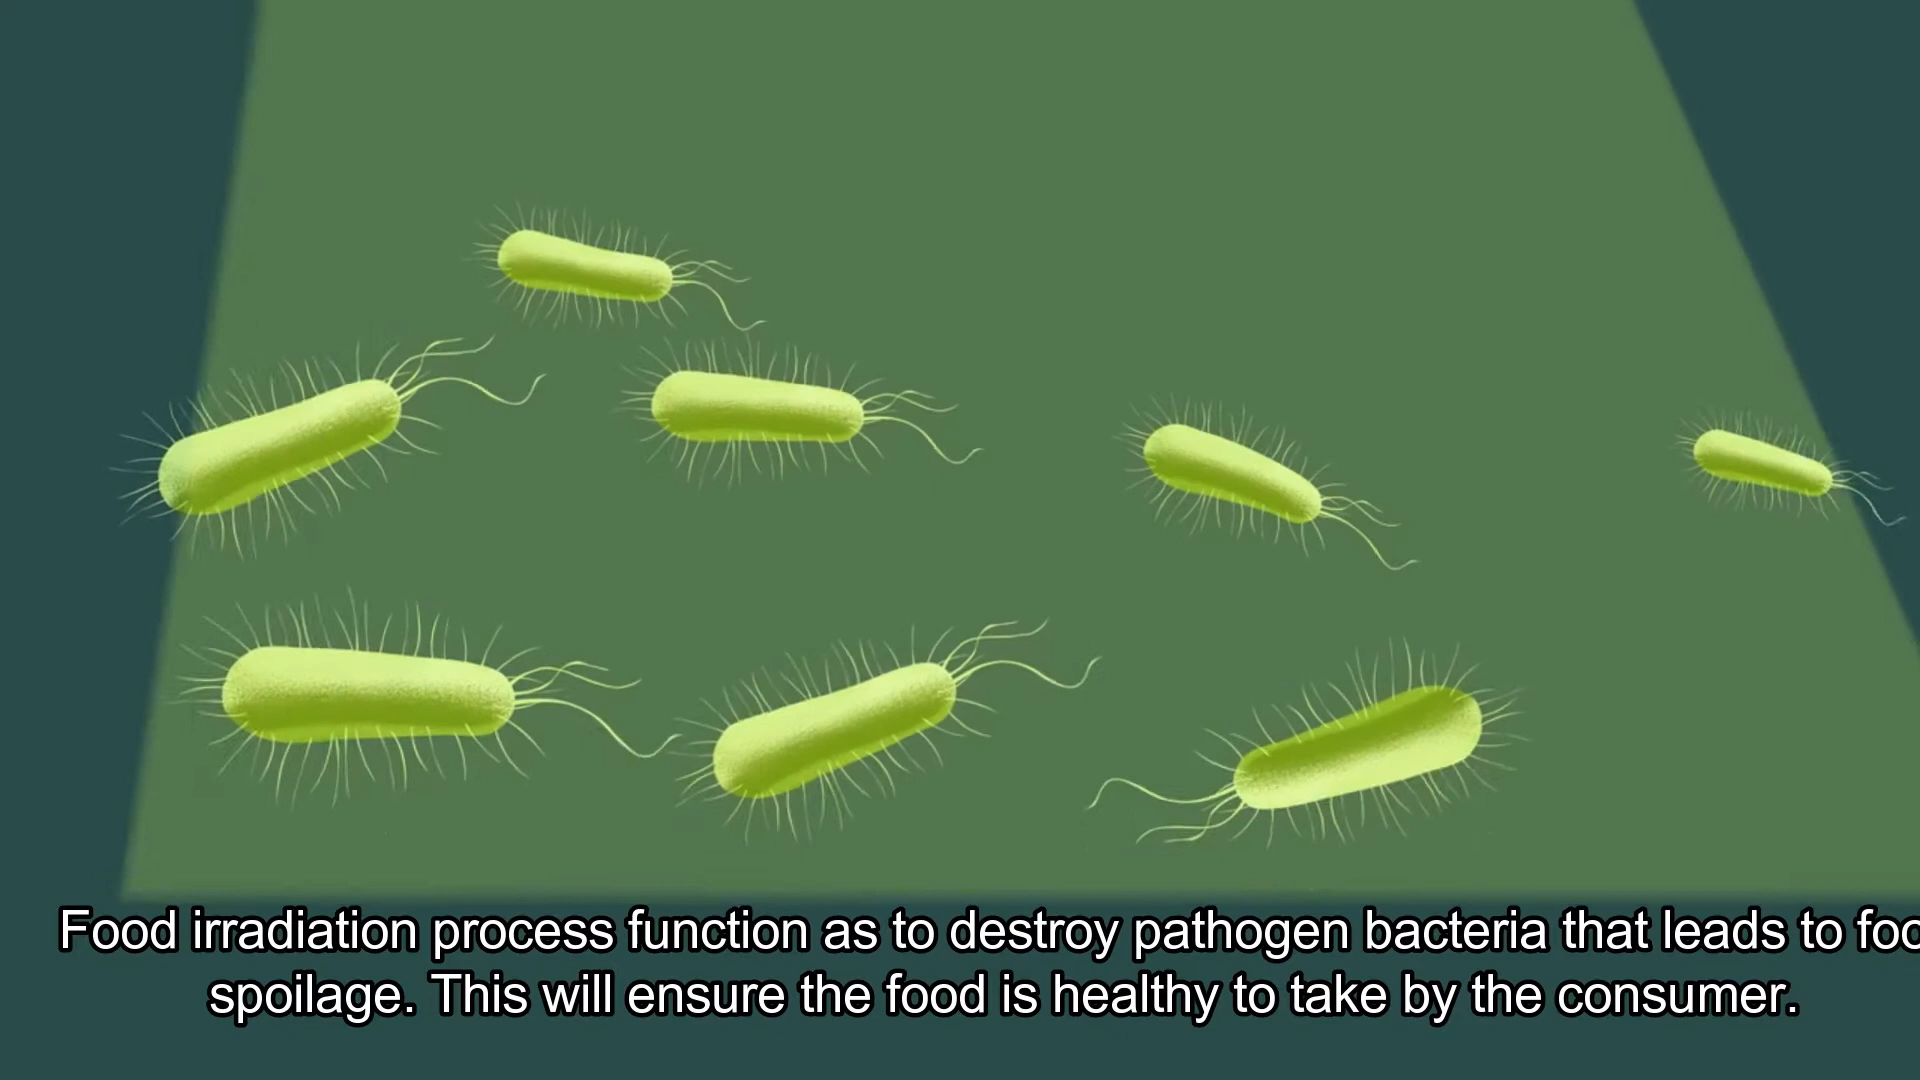 Food irradiation process function as to destroy pathogen bacteria that leads to foo
spoilage. This will ensure the food is healthy to take by the consumer.